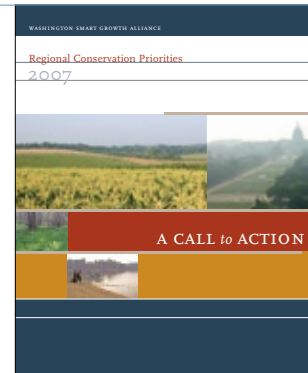 WASHINGTON SMART GROWTH ALLIANCE
Regional Conservation Priorities
2007
A CALL to ACTION